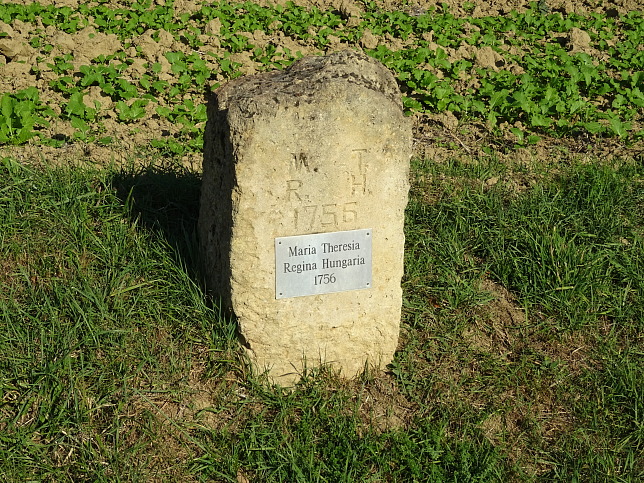 M. T
R. H.
1756
Maria Theresia
Regina Hungaria
1756